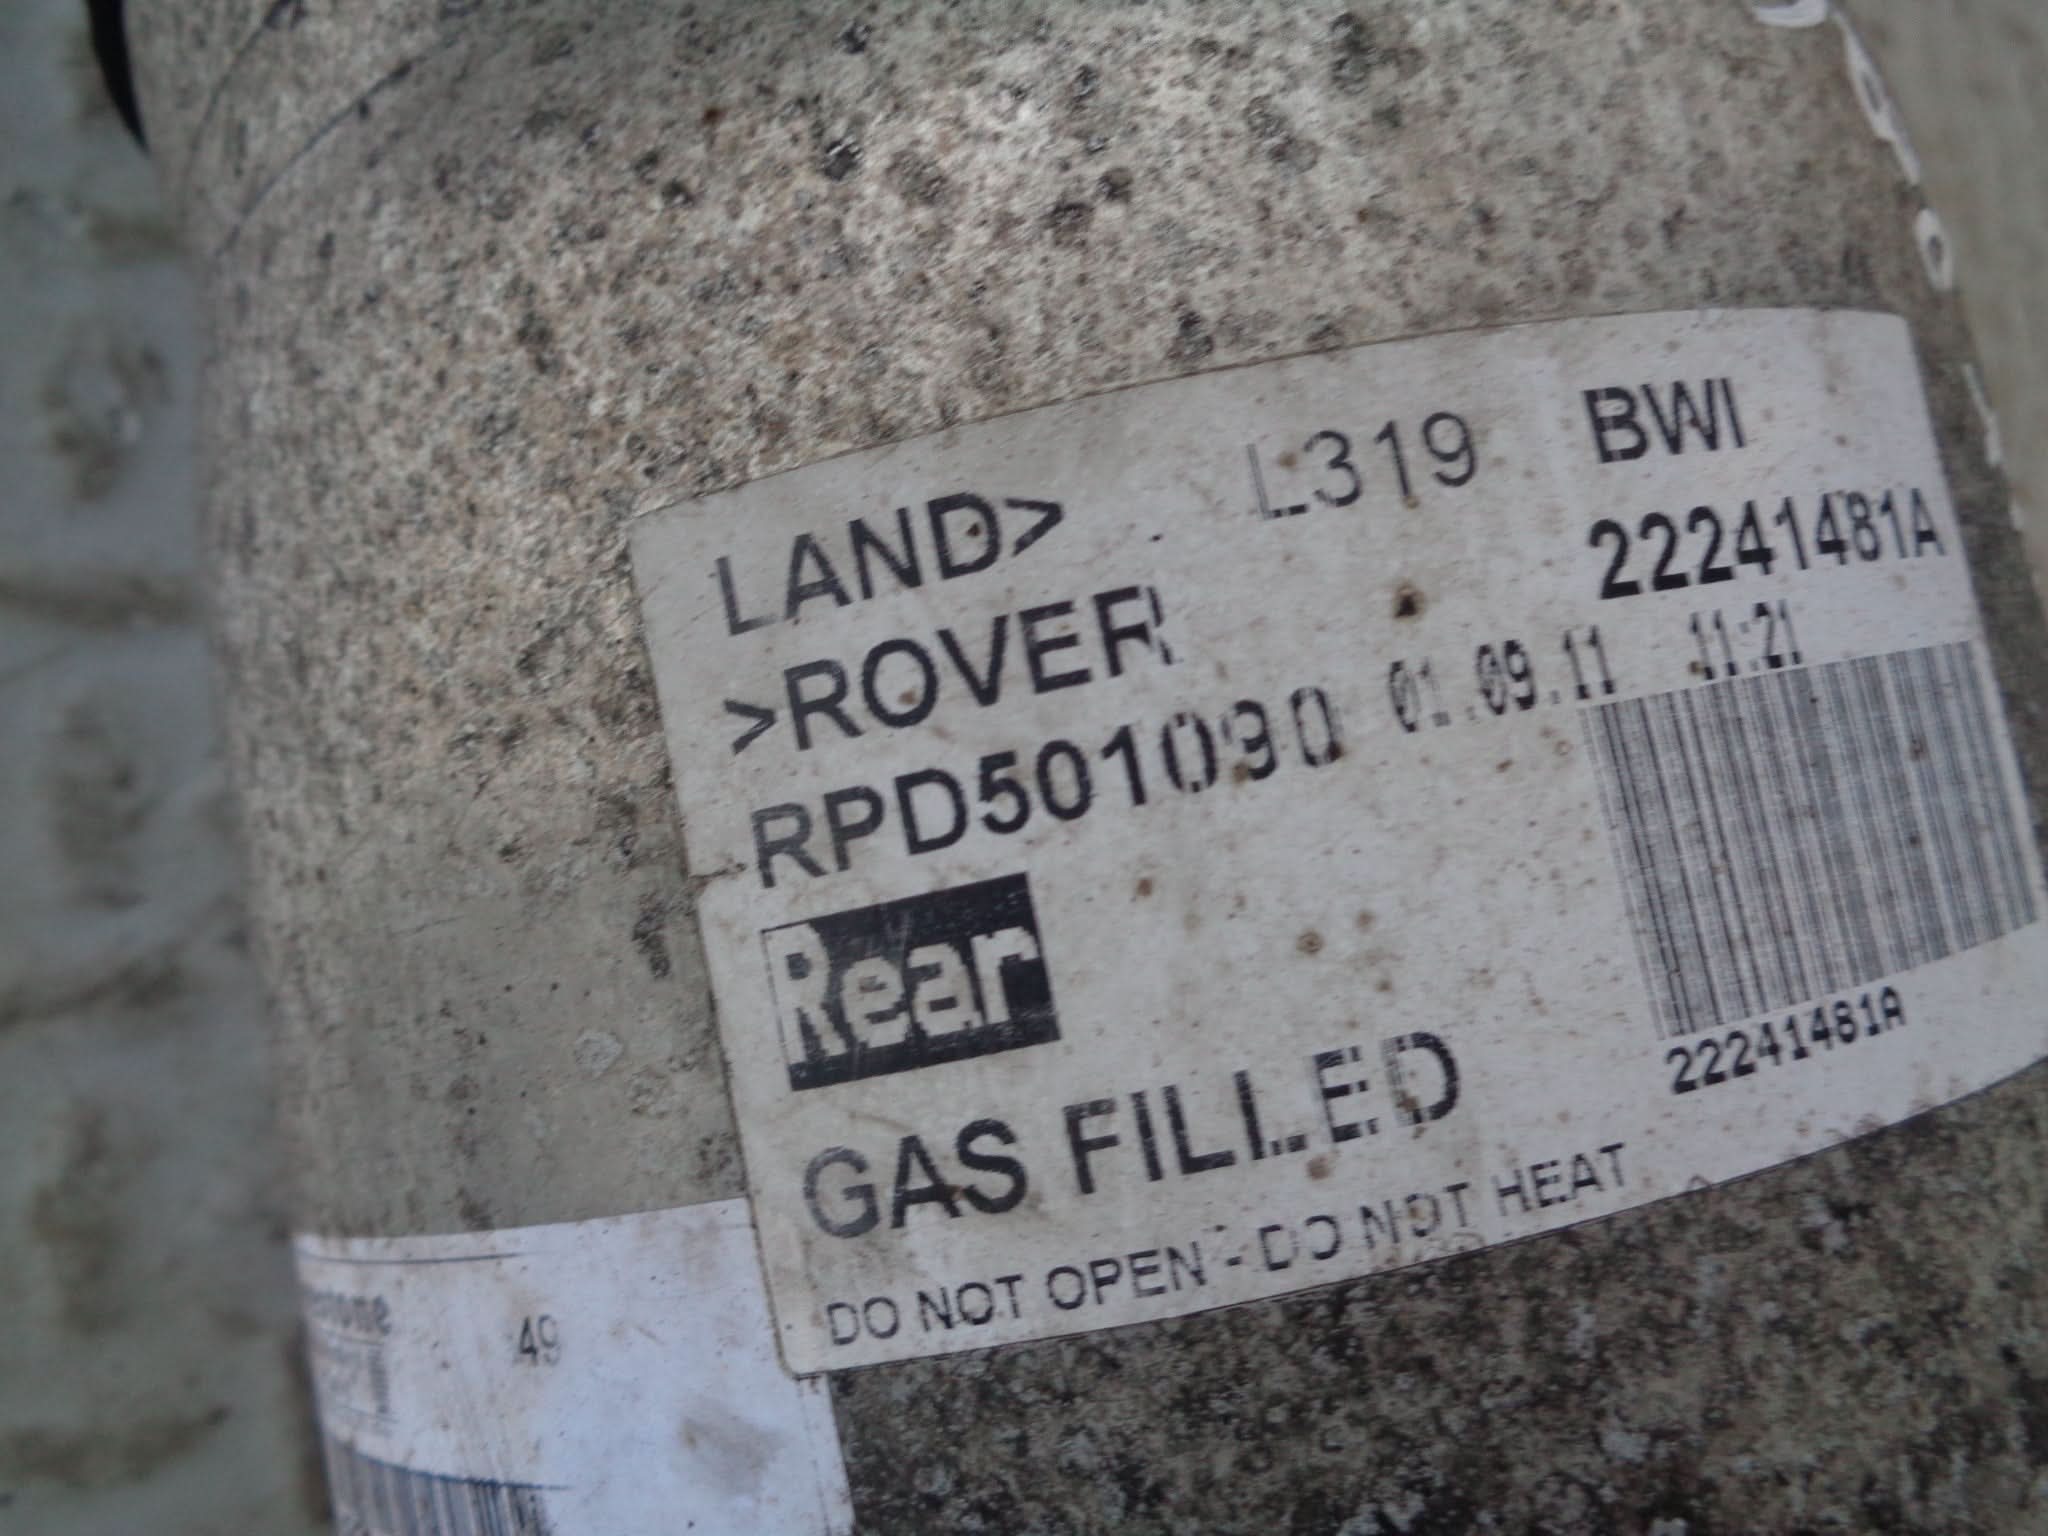 LAND> L319 BWI
22241481A
>ROVER
RPD501090 01.09.11 11:21
Rear
22241481A
GAS FILLED
DO NOT OPEN - DO NOT HEAT
49